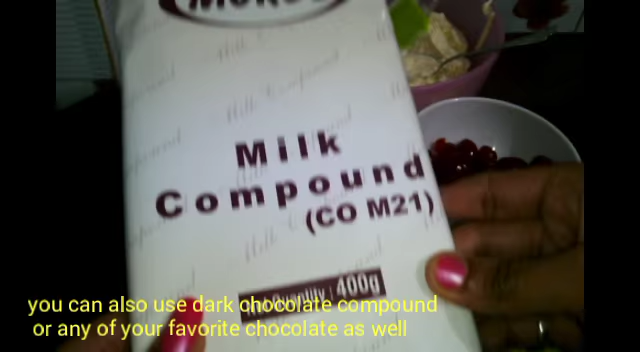 Milk
Compound
(CO M21)
Quantity : 400g
you can also use dark chocolate compound
or any of your favorite chocolate as well